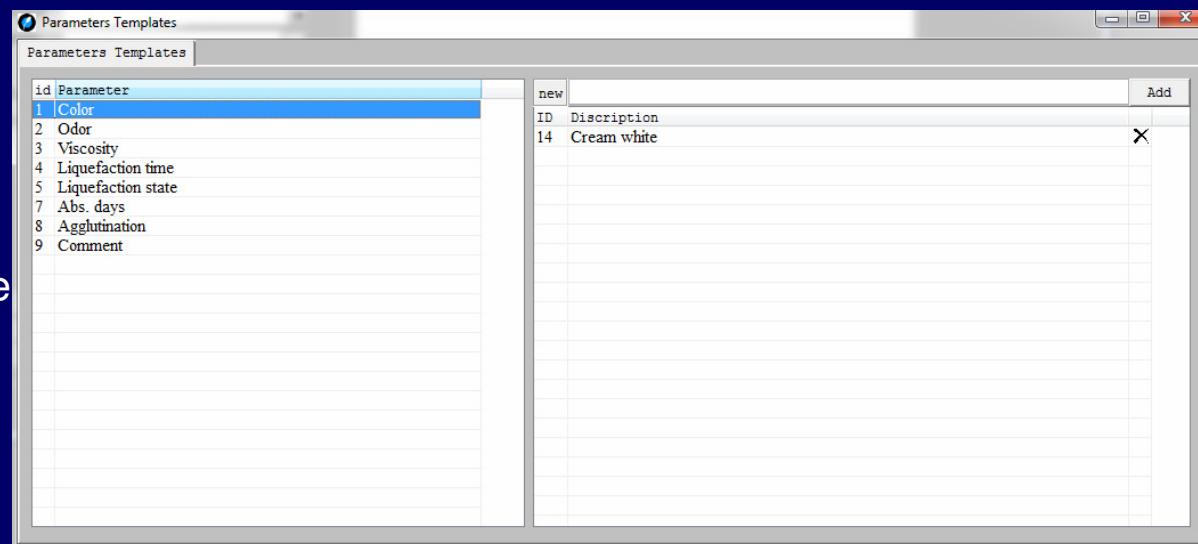 Parameters Templates
Parameters Templates
id Parameter
1 Color
2 Odor
3 Viscosity
4 Liquefaction time
5 Liquefaction state
7 Abs. days
8 Agglutination
9 Comment
e
new Add
ID Discription
14 Cream white